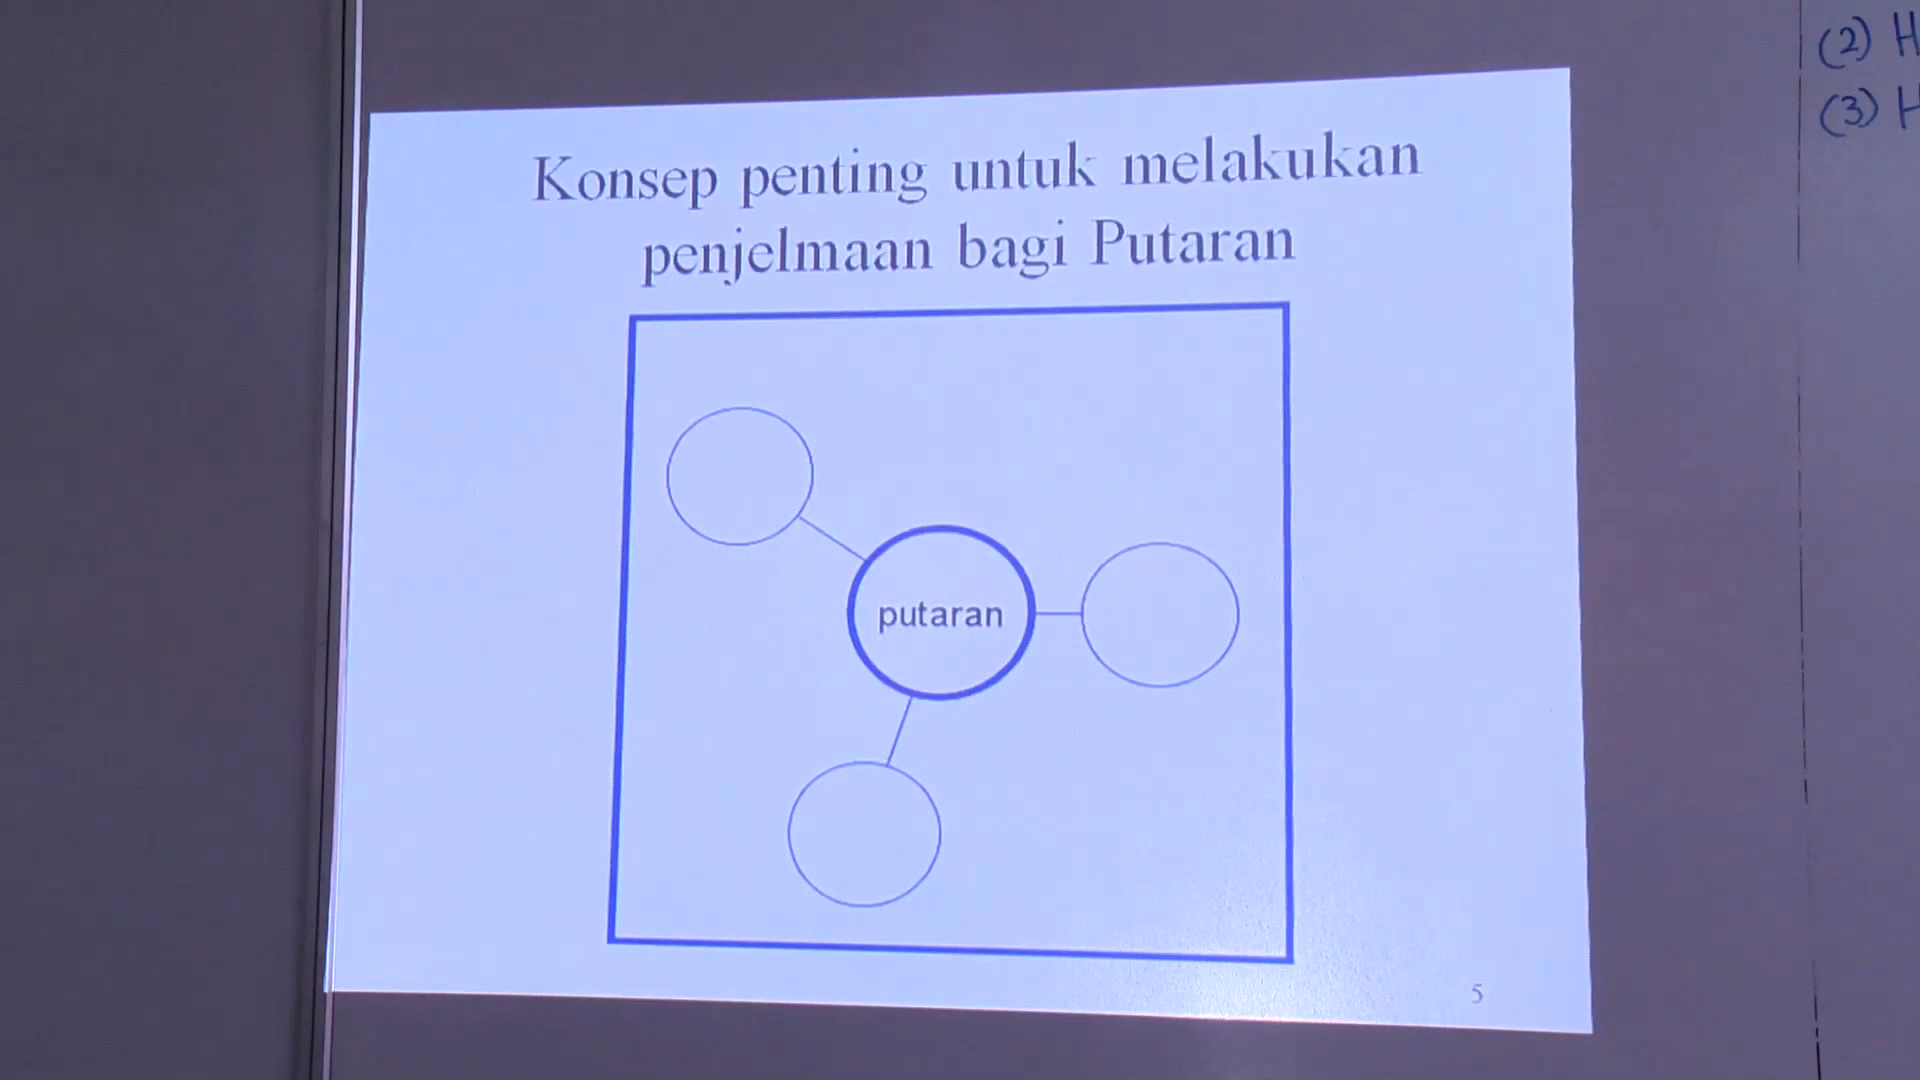 Konsep penting untuk melakukan
penjelmaan bagi Putaran
putaran
5
(2) H
(3) H